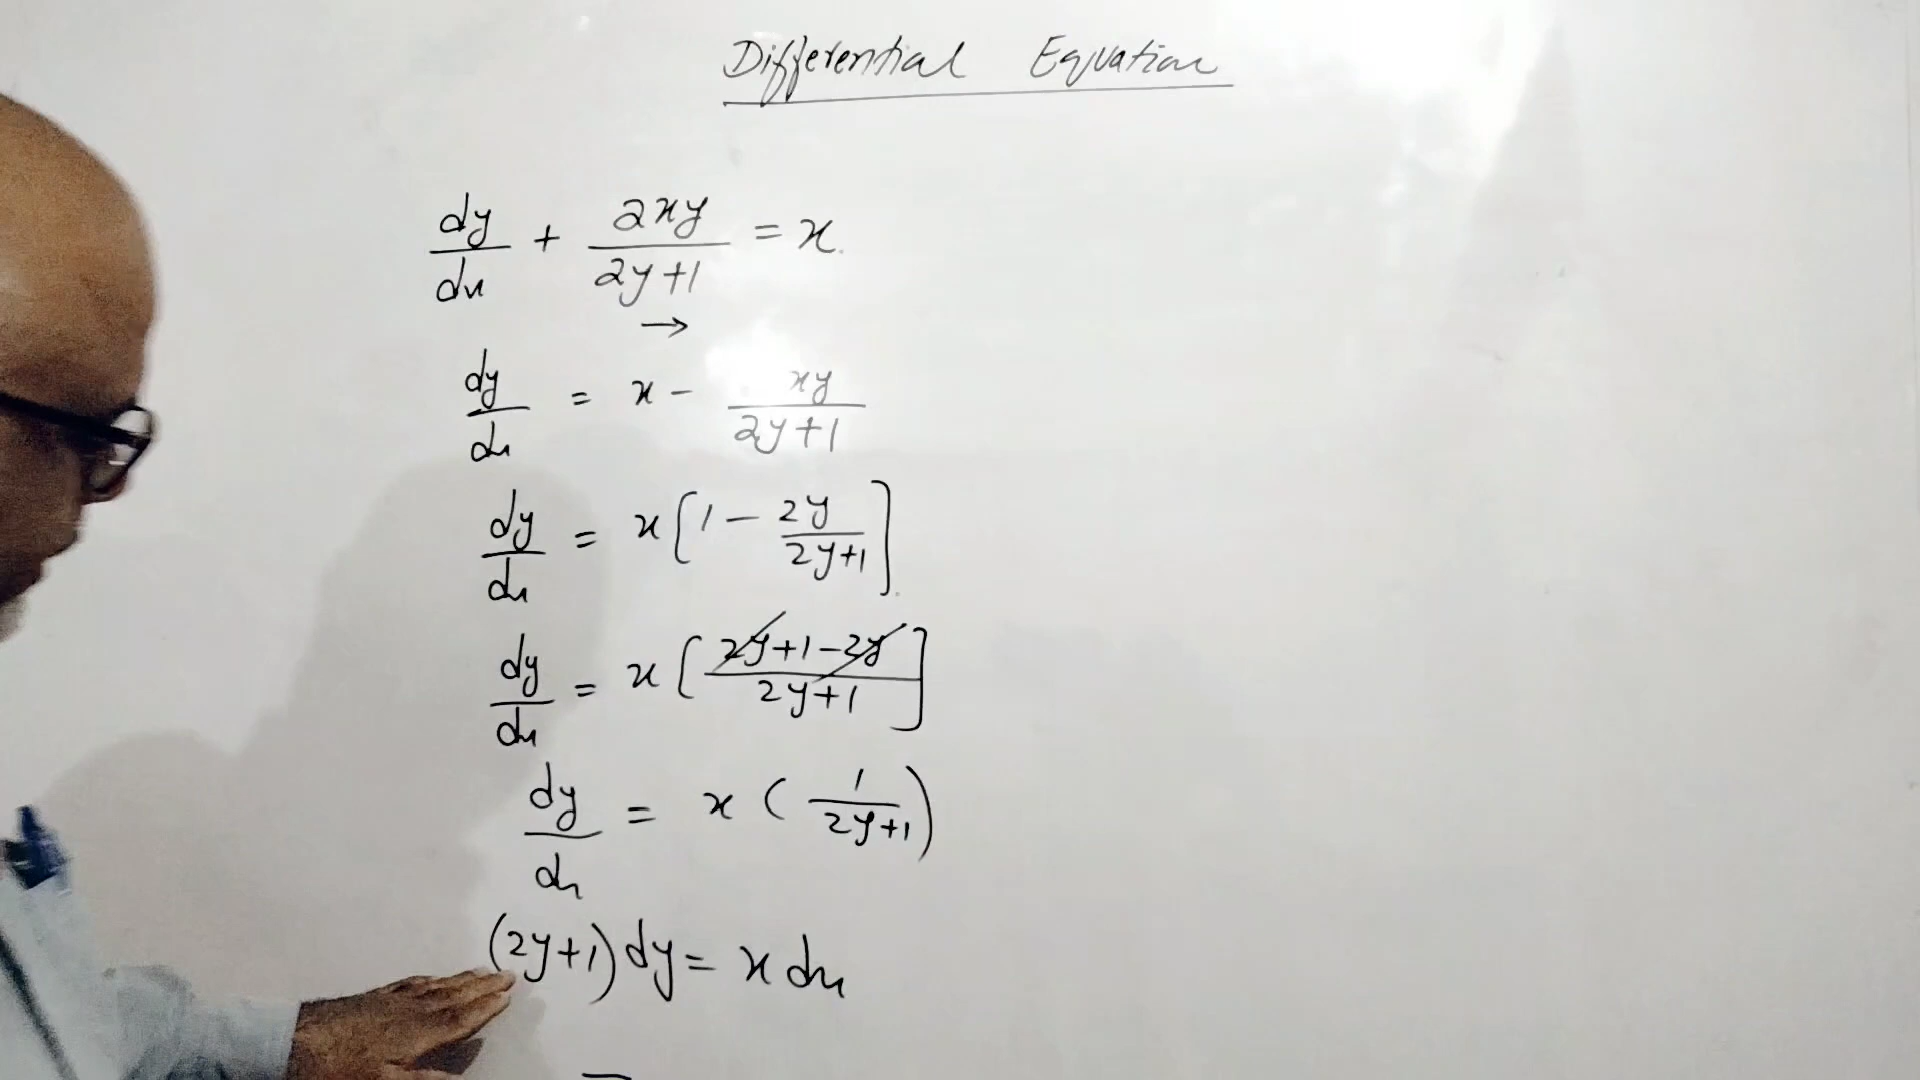 Differential Equation
dy/dx + 2xy/2y+1 = x
→
dy/dx = x - xy/2y+1
dy/dx = x[1 - 2y/2y+1]
dy/dx = x[2y+1-2y/2y+1]
dy/dx = x(1/2y+1)
(2y+1)dy = x dx